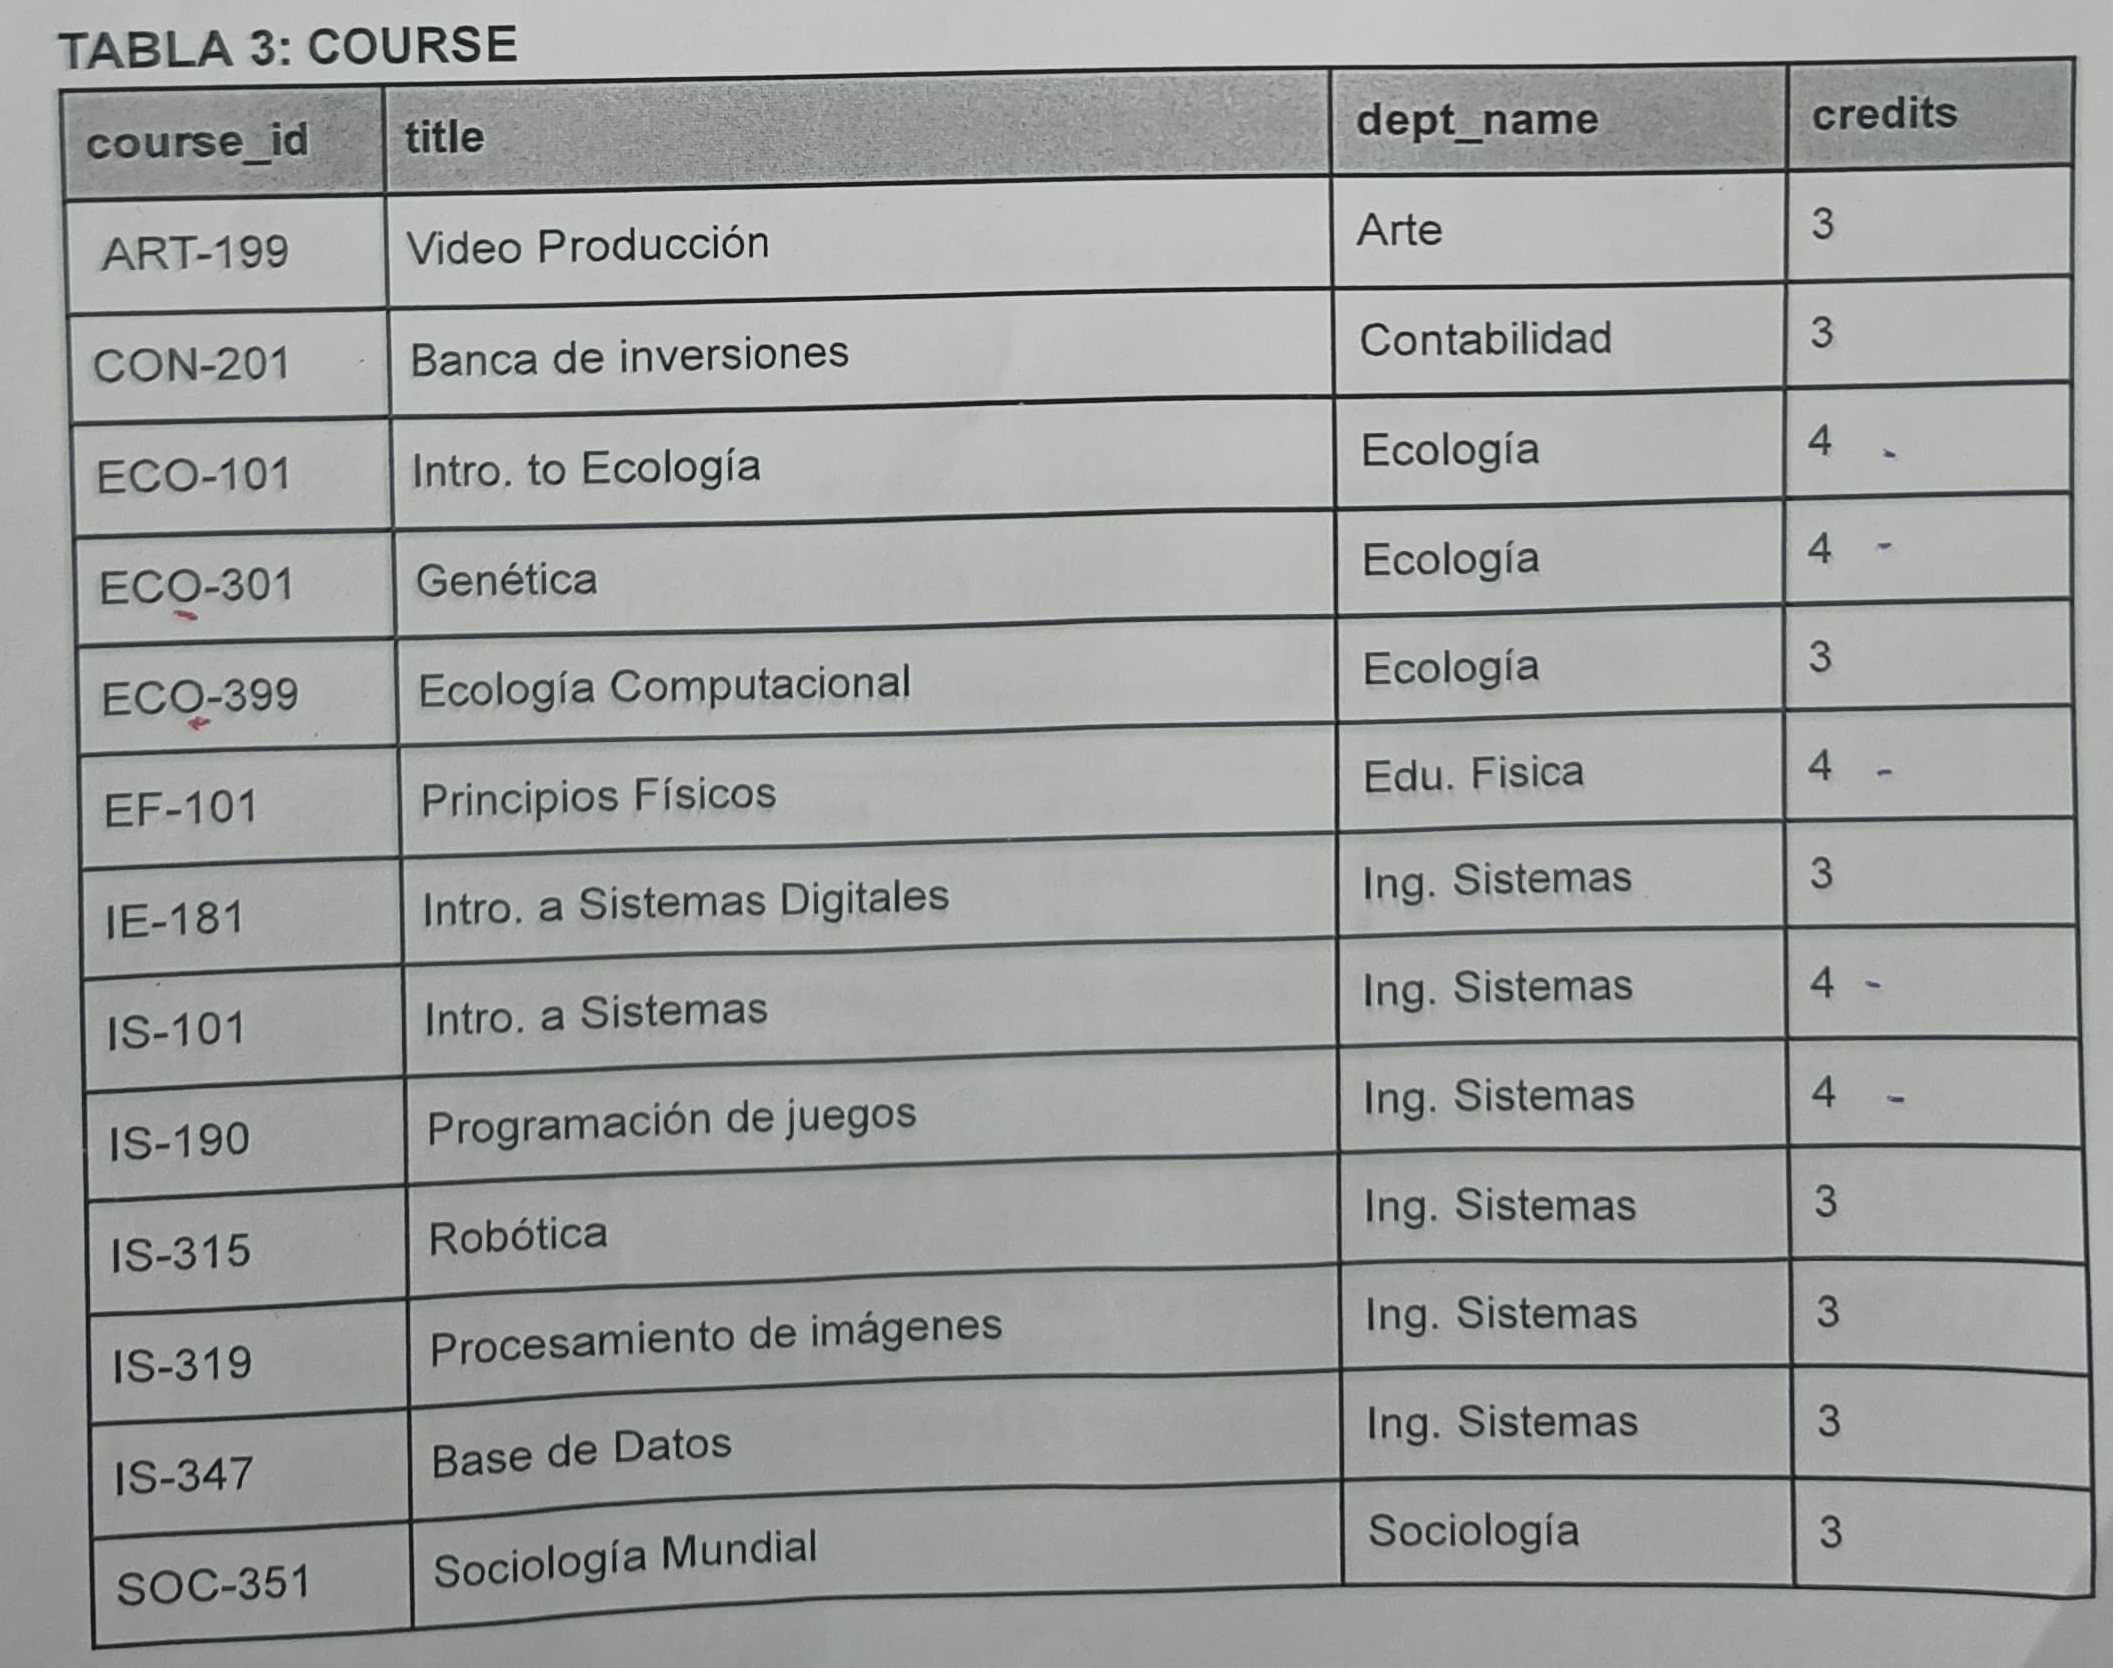 TABLA 3: COURSE
course_id title dept_name credits
ART-199 Video Producción Arte 3
CON-201 Banca de inversiones Contabilidad 3
ECO-101 Intro. to Ecología Ecología 4
ECO-301 Genética Ecología 4
ECO-399 Ecología Computacional Ecología 3
EF-101 Principios Físicos Edu. Fisica 4
IE-181 Intro. a Sistemas Digitales Ing. Sistemas 3
IS-101 Intro. a Sistemas Ing. Sistemas 4
IS-190 Programación de juegos Ing. Sistemas 4
IS-315 Robótica Ing. Sistemas 3
IS-319 Procesamiento de imágenes Ing. Sistemas 3
IS-347 Base de Datos Ing. Sistemas 3
SOC-351 Sociología Mundial Sociología 3